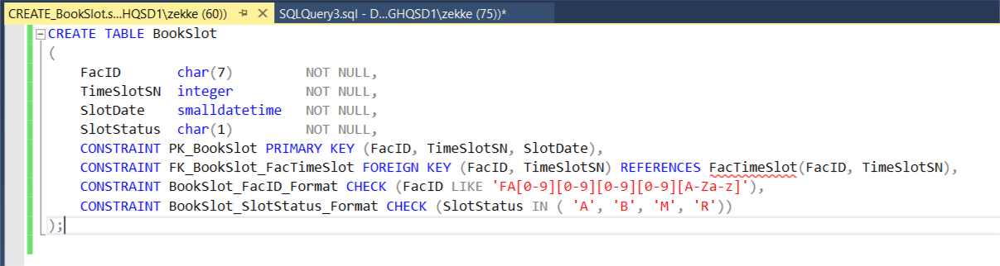 CREATE_BookSlot.s...HQSD1\zekke (60)) SQLQuery3.sql - D...GHQSD1\zekke (75))*
CREATE TABLE BookSlot
(
FacID char(7) NOT NULL,
TimeSlotSN integer NOT NULL,
SlotDate smalldatetime NOT NULL,
SlotStatus char(1) NOT NULL,
CONSTRAINT PK_BookSlot PRIMARY KEY (FacID, TimeSlotSN, SlotDate),
CONSTRAINT FK_BookSlot_FacTimeSlot FOREIGN KEY (FacID, TimeSlotSN) REFERENCES FacTimeSlot(FacID, TimeSlotSN),
CONSTRAINT BookSlot_FacID_Format CHECK (FacID LIKE 'FA[0-9][0-9][0-9][0-9][A-Za-z]'),
CONSTRAINT BookSlot_SlotStatus_Format CHECK (SlotStatus IN ( 'A', 'B', 'M', 'R'))
);